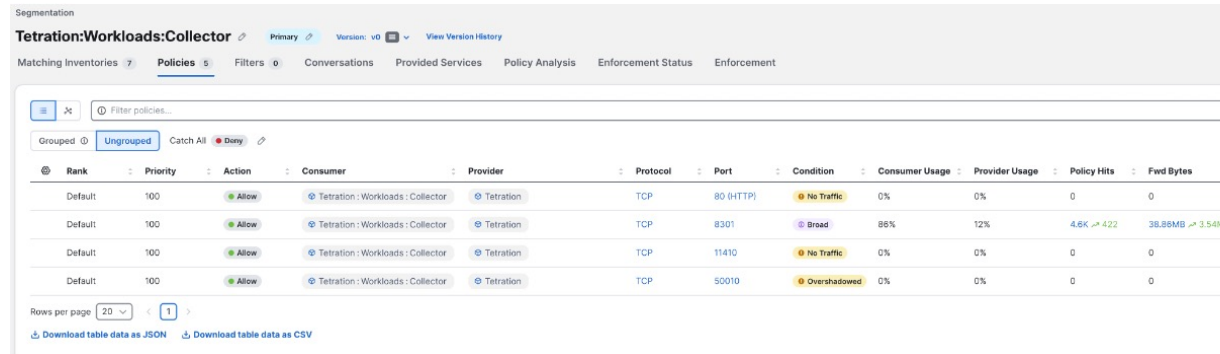 Segmentation
Tetration:Workloads:Collector Primary Version: v0 View Version History
Matching Inventories 7 Policies 5 Filters 0 Conversations Provided Services Policy Analysis Enforcement Status Enforcement
Filter policies...
Grouped Ungrouped Catch All Deny
Rank Priority Action Consumer Provider Protocol Port Condition Consumer Usage Provider Usage Policy Hits Fwd Bytes
Default 100 Allow Tetration : Workloads : Collector Tetration TCP 80 (HTTP) No Traffic 0% 0% 0 0
Default 100 Allow Tetration : Workloads : Collector Tetration TCP 8301 Broad 86% 12% 4.6K 422 38.86MB 3.54M
Default 100 Allow Tetration : Workloads : Collector Tetration TCP 11410 No Traffic 0% 0% 0 0
Default 100 Allow Tetration : Workloads : Collector Tetration TCP 50010 Overshadowed 0% 0% 0 0
Rows per page 20 1
Download table data as JSON Download table data as CSV